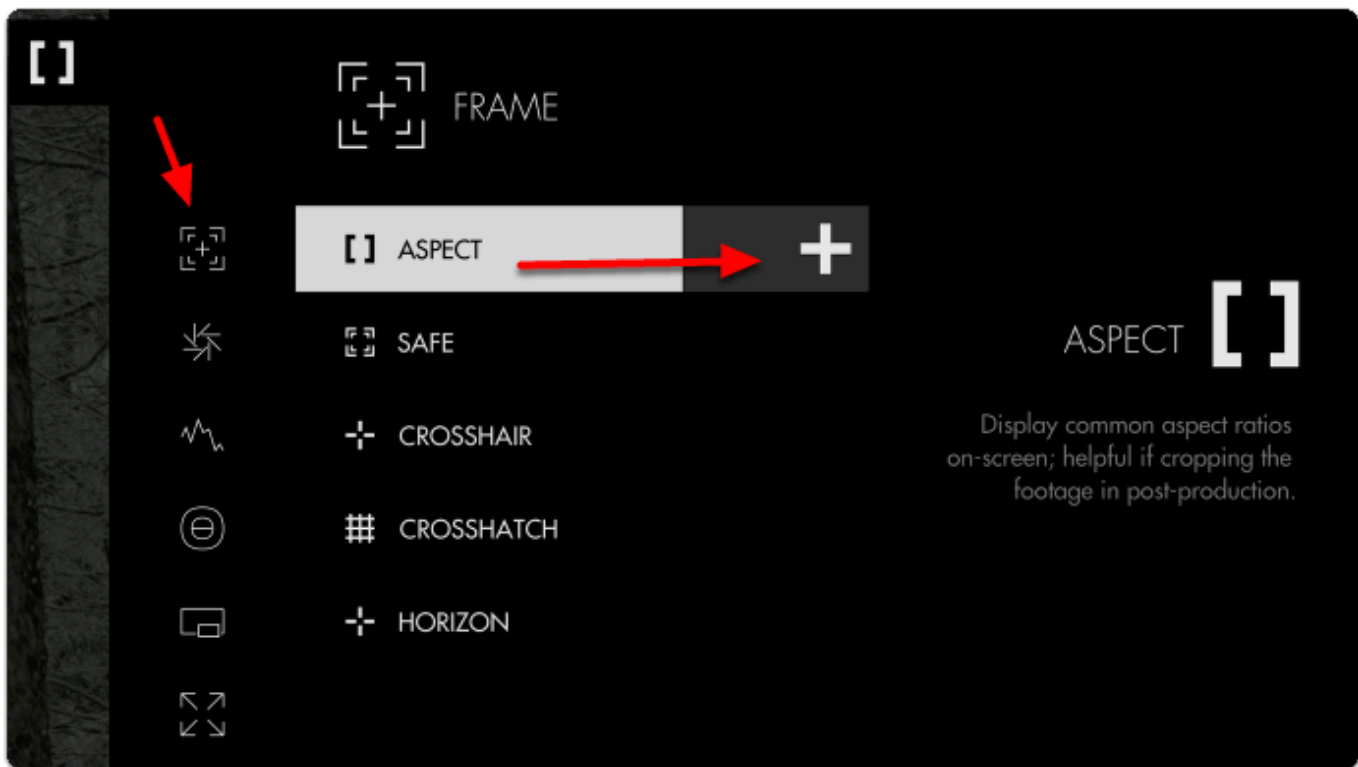 FRAME
ASPECT
SAFE
CROSSHAIR
CROSSHATCH
HORIZON
ASPECT
Display common aspect ratios
on-screen; helpful if cropping the
footage in post-production.